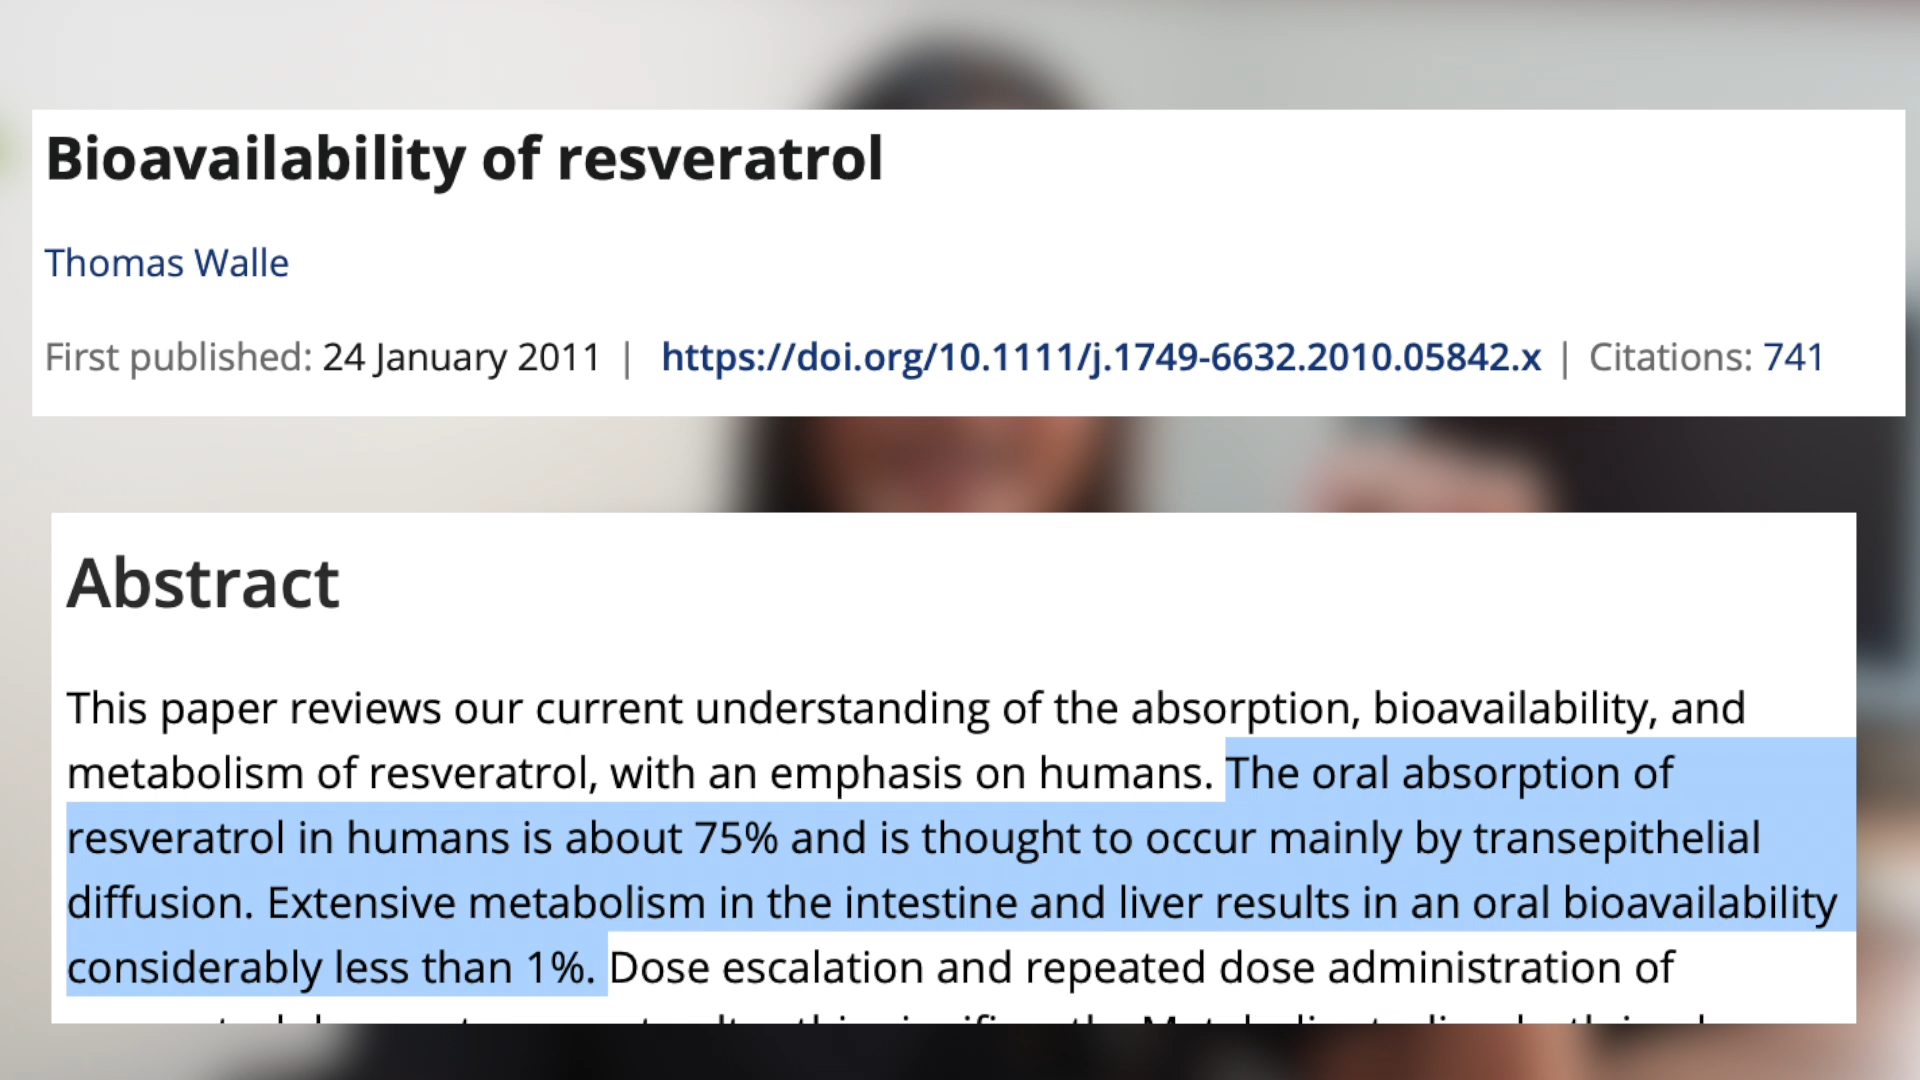 Bioavailability of resveratrol
Thomas Walle
First published: 24 January 2011 | https://doi.org/10.1111/j.1749-6632.2010.05842.x | Citations: 741
Abstract
This paper reviews our current understanding of the absorption, bioavailability, and
metabolism of resveratrol, with an emphasis on humans. The oral absorption of
resveratrol in humans is about 75% and is thought to occur mainly by transepithelial
diffusion. Extensive metabolism in the intestine and liver results in an oral bioavailability
considerably less than 1%. Dose escalation and repeated dose administration of